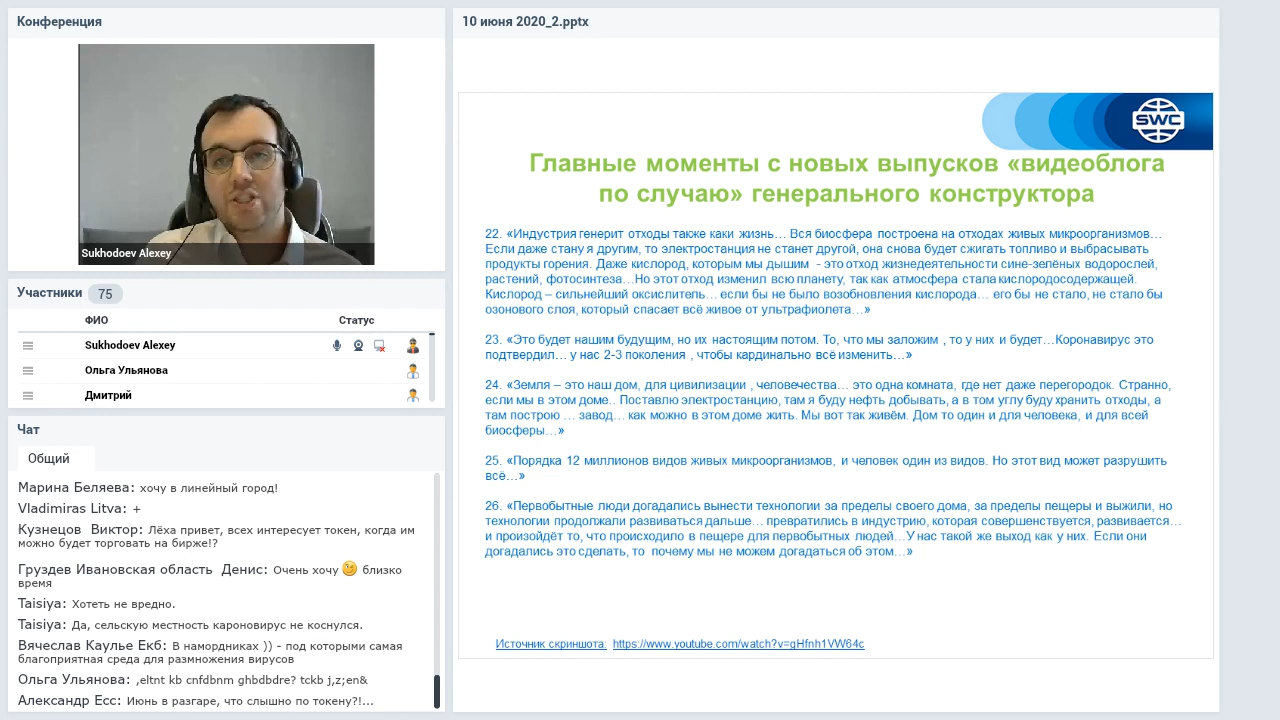 Конференция
Sukhodoev Alexey
Участники 75
ФИО Статус
Sukhodoev Alexey
Ольга Ульянова
Дмитрий
Чат
Общий
Марина Беляева: хочу в линейный город!
Vladimiras Litva: +
Кузнецов Виктор: Лёха привет, всех интересует токен, когда им
можно будет торговать на бирже!?
Груздев Ивановская область Денис: Очень хочу близко
время
Taisiya: Хотеть не вредно.
Taisiya: Да, сельскую местность кароновирус не коснулся.
Вячеслав Каулье Екб: В намордниках )) - под которыми самая
благоприятная среда для размножения вирусов
Ольга Ульянова: ,eltnt kb cnfdbnm ghbdbdre? tckb j,z;en&
Александр Есс: Июнь в разгаре, что слышно по токену?!...
10 июня 2020_2.pptx
SWC
Главные моменты с новых выпусков «видеоблога
по случаю» генерального конструктора
22. «Индустрия генерит отходы также каки жизнь… Вся биосфера построена на отходах живых микроорганизмов…
Если даже стану я другим, то электростанция не станет другой, она снова будет сжигать топливо и выбрасывать
продукты горения. Даже кислород, которым мы дышим - это отход жизнедеятельности сине-зелёных водорослей,
растений, фотосинтеза…Но этот отход изменил всю планету, так как атмосфера стала кислородосодержащей.
Кислород – сильнейший окисслитель… если бы не было возобновления кислорода… его бы не стало, не стало бы
озонового слоя, который спасает всё живое от ультрафиолета…»
23. «Это будет нашим будущим, но их настоящим потом. То, что мы заложим , то у них и будет…Коронавирус это
подтвердил… у нас 2-3 поколения , чтобы кардинально всё изменить…»
24. «Земля – это наш дом, для цивилизации , человечества… это одна комната, где нет даже перегородок. Странно,
если мы в этом доме.. Поставлю электростанцию, там я буду нефть добывать, а в том углу буду хранить отходы, а
там построю … завод… как можно в этом доме жить. Мы вот так живём. Дом то один и для человека, и для всей
биосферы…»
25. «Порядка 12 миллионов видов живых микроорганизмов, и человек один из видов. Но этот вид может разрушить
всё…»
26. «Первобытные люди догадались вынести технологии за пределы своего дома, за пределы пещеры и выжили, но
технологии продолжали развиваться дальше… превратились в индустрию, которая совершенствуется, развивается…
и произойдёт то, что происходило в пещере для первобытных людей…У нас такой же выход как у них. Если они
догадались это сделать, то почему мы не можем догадаться об этом…»
Источник скриншота: https://www.youtube.com/watch?v=gHfnh1VW64c